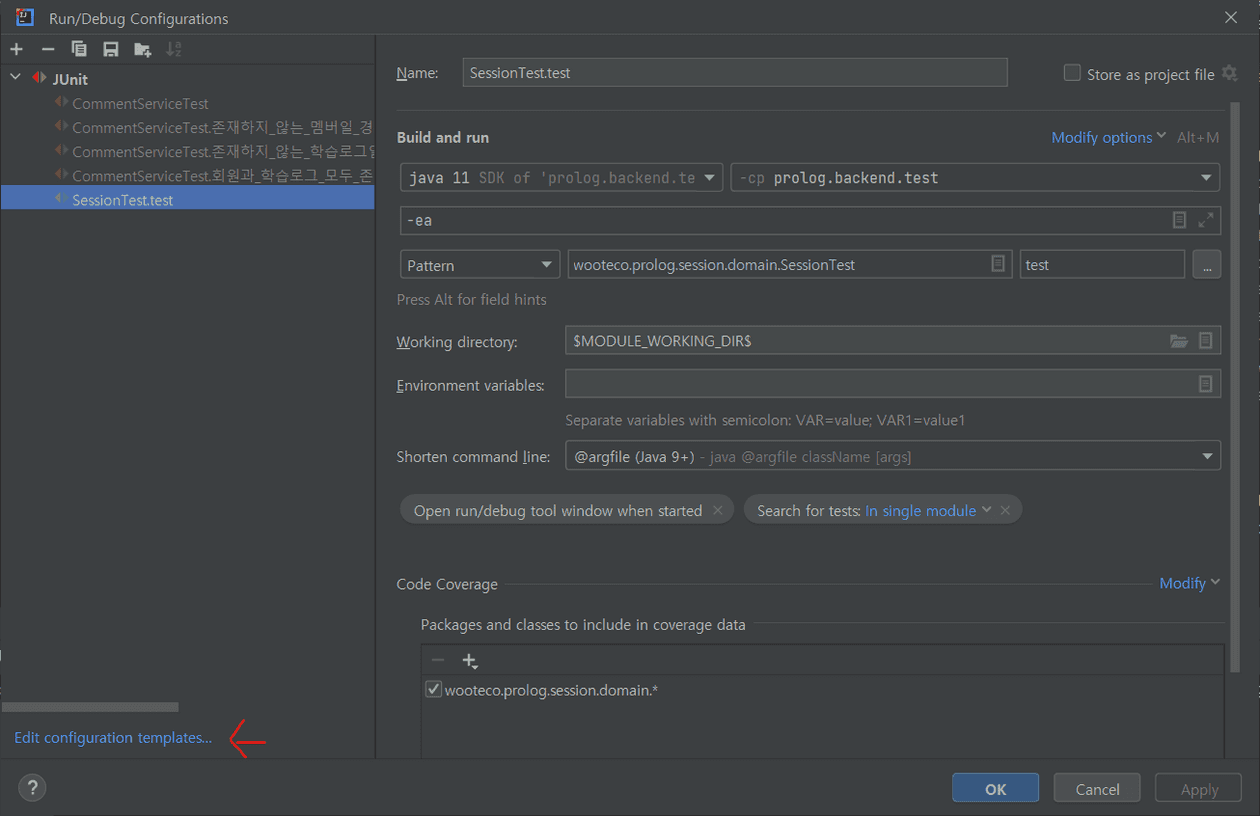 Run/Debug Configurations
JUnit
CommentServiceTest
CommentServiceTest.존재하지_않는_멤버일_경
CommentServiceTest.존재하지_않는_학습로그일
CommentServiceTest.회원과_학습로그_모두_존
SessionTest.test
Edit configuration templates...
Name: SessionTest.test Store as project file
Build and run Modify options Alt+M
java 11 SDK of 'prolog.backend.te -cp prolog.backend.test
-ea
Pattern wooteco.prolog.session.domain.SessionTest test ...
Press Alt for field hints
Working directory: $MODULE_WORKING_DIR$
Environment variables:
Separate variables with semicolon: VAR=value; VAR1=value1
Shorten command line: @argfile (Java 9+) - java @argfile className [args]
Open run/debug tool window when started × Search for tests: In single module ×
Code Coverage Modify
Packages and classes to include in coverage data
wooteco.prolog.session.domain.*
? OK Cancel Apply